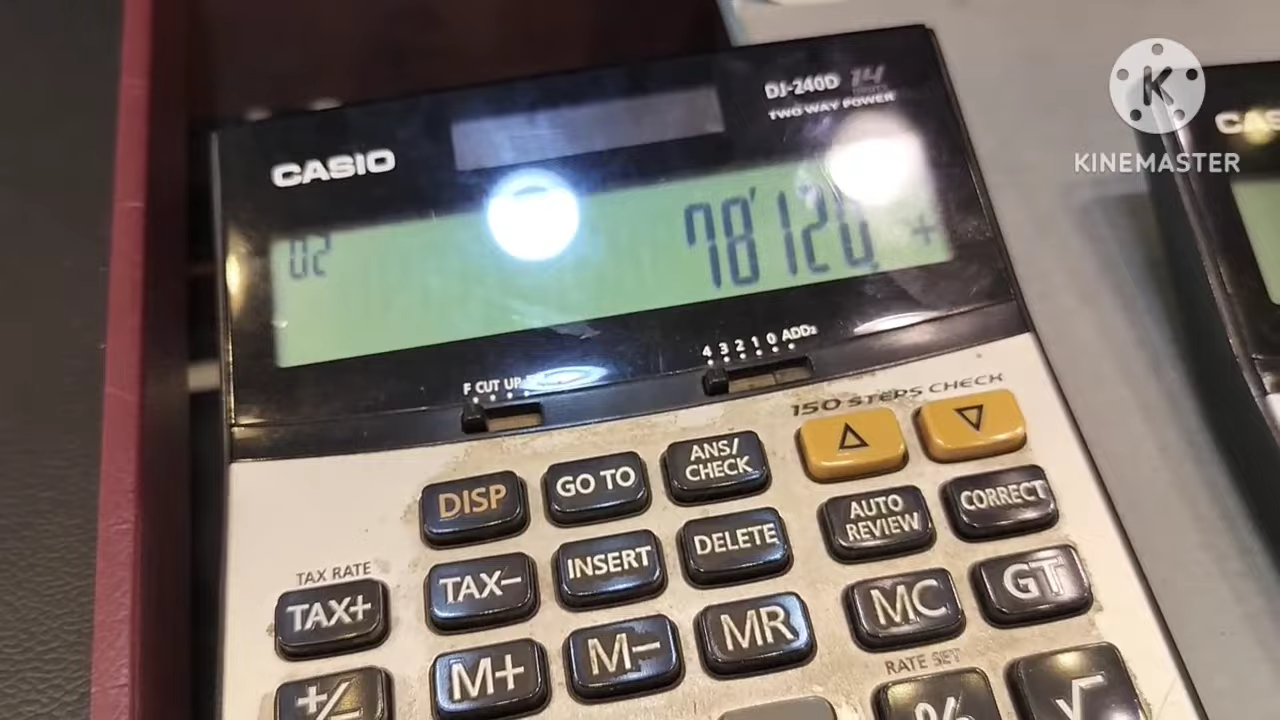 DJ-240D 14
TWO WAY POWER
CASIO
K
KINEMASTER
CAS
02
78'120. +
4 3 2 1 0 ADD₂
F CUT UP
150 STEPS CHECK
DISP GO TO ANS/CHECK △ ▽
TAX RATE
TAX+ TAX− INSERT DELETE AUTO REVIEW CORRECT
+/− M+ M− MR MC GT
RATE SET
% √